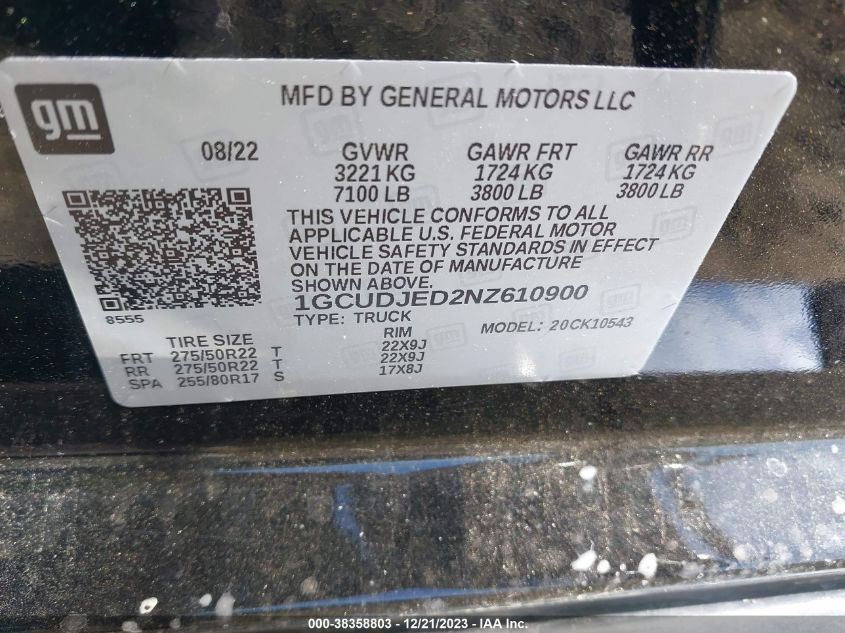 gm
MFD BY GENERAL MOTORS LLC
08/22 GVWR GAWR FRT GAWR RR
3221 KG 1724 KG 1724 KG
7100 LB 3800 LB 3800 LB
THIS VEHICLE CONFORMS TO ALL
APPLICABLE U.S. FEDERAL MOTOR
VEHICLE SAFETY STANDARDS IN EFFECT
ON THE DATE OF MANUFACTURE
SHOWN ABOVE.
8555
1GCUDJED2NZ610900
TYPE: TRUCK MODEL: 20CK10543
TIRE SIZE RIM
FRT 275/50R22 T 22X9J
RR 275/50R22 T 22X9J
SPA 255/80R17 S 17X8J
000-38358803 - 12/21/2023 - Copyright © IAA, LLC.